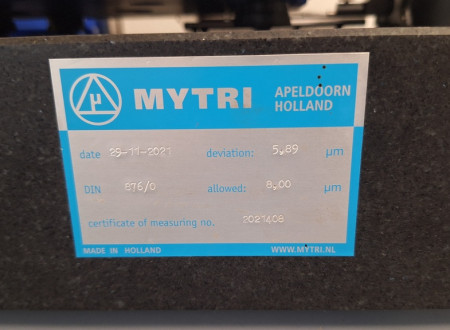 µ MYTRI APELDOORN
HOLLAND
date 29-11-2021 deviation: 5,89 µm
DIN 876/0 allowed: 8,00 µm
certificate of measuring no. 2021408
MADE IN HOLLAND WWW.MYTRI.NL